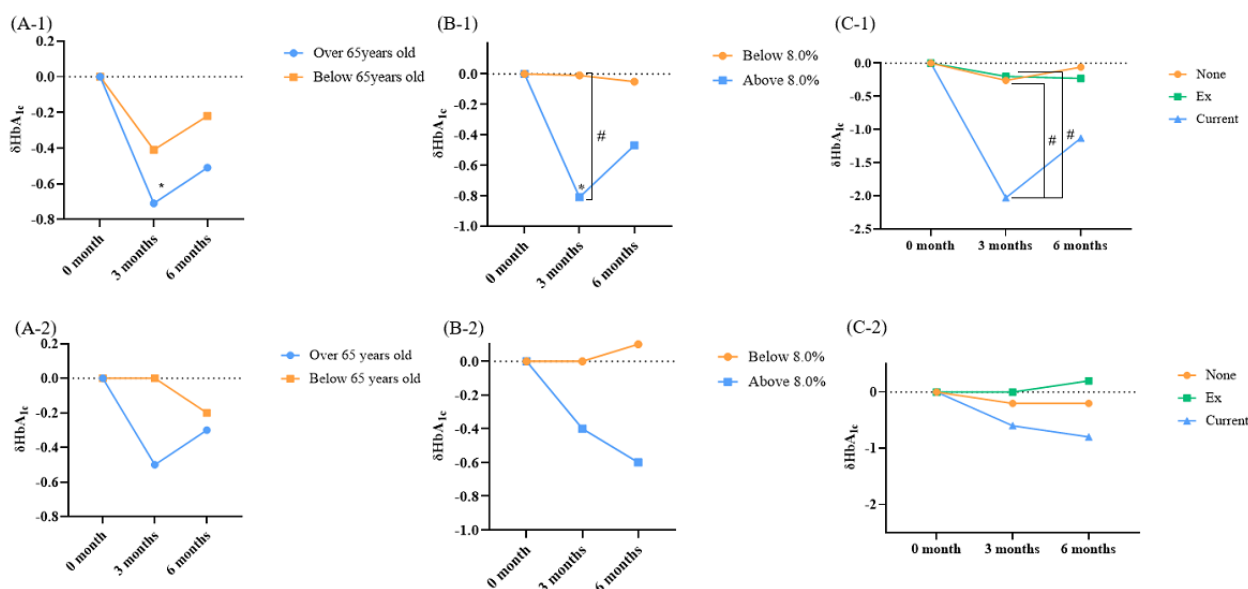 (A-1)
0.2
0.0
-0.2
-0.4
-0.6
-0.8
δHbA1c
*
0 month
3 months
6 months
Over 65years old
Below 65years old
(B-1)
0.0
-0.2
-0.4
-0.6
-0.8
-1.0
δHbA1c
#
*
0 month
3 months
6 months
Below 8.0%
Above 8.0%
(C-1)
0.0
-0.5
-1.0
-1.5
-2.0
-2.5
δHbA1c
# #
0 month
3 months
6 months
None
Ex
Current
(A-2)
0.2
0.0
-0.2
-0.4
-0.6
-0.8
δHbA1c
0 month
3 months
6 months
Over 65 years old
Below 65 years old
(B-2)
0.0
-0.2
-0.4
-0.6
-0.8
-1.0
δHbA1c
0 month
3 months
6 months
Below 8.0%
Above 8.0%
(C-2)
0
-1
-2
δHbA1c
0 month
3 months
6 months
None
Ex
Current